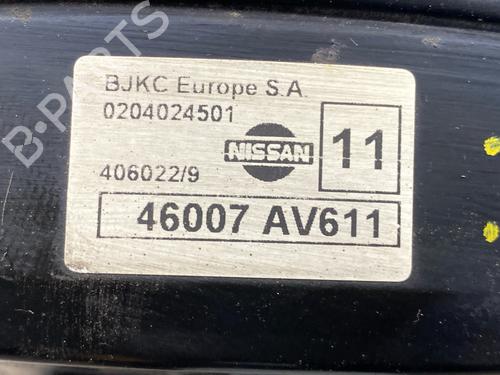 B-PARTS
BJKC Europe S.A.
0204024501
NISSAN
11
406022/9
46007 AV611